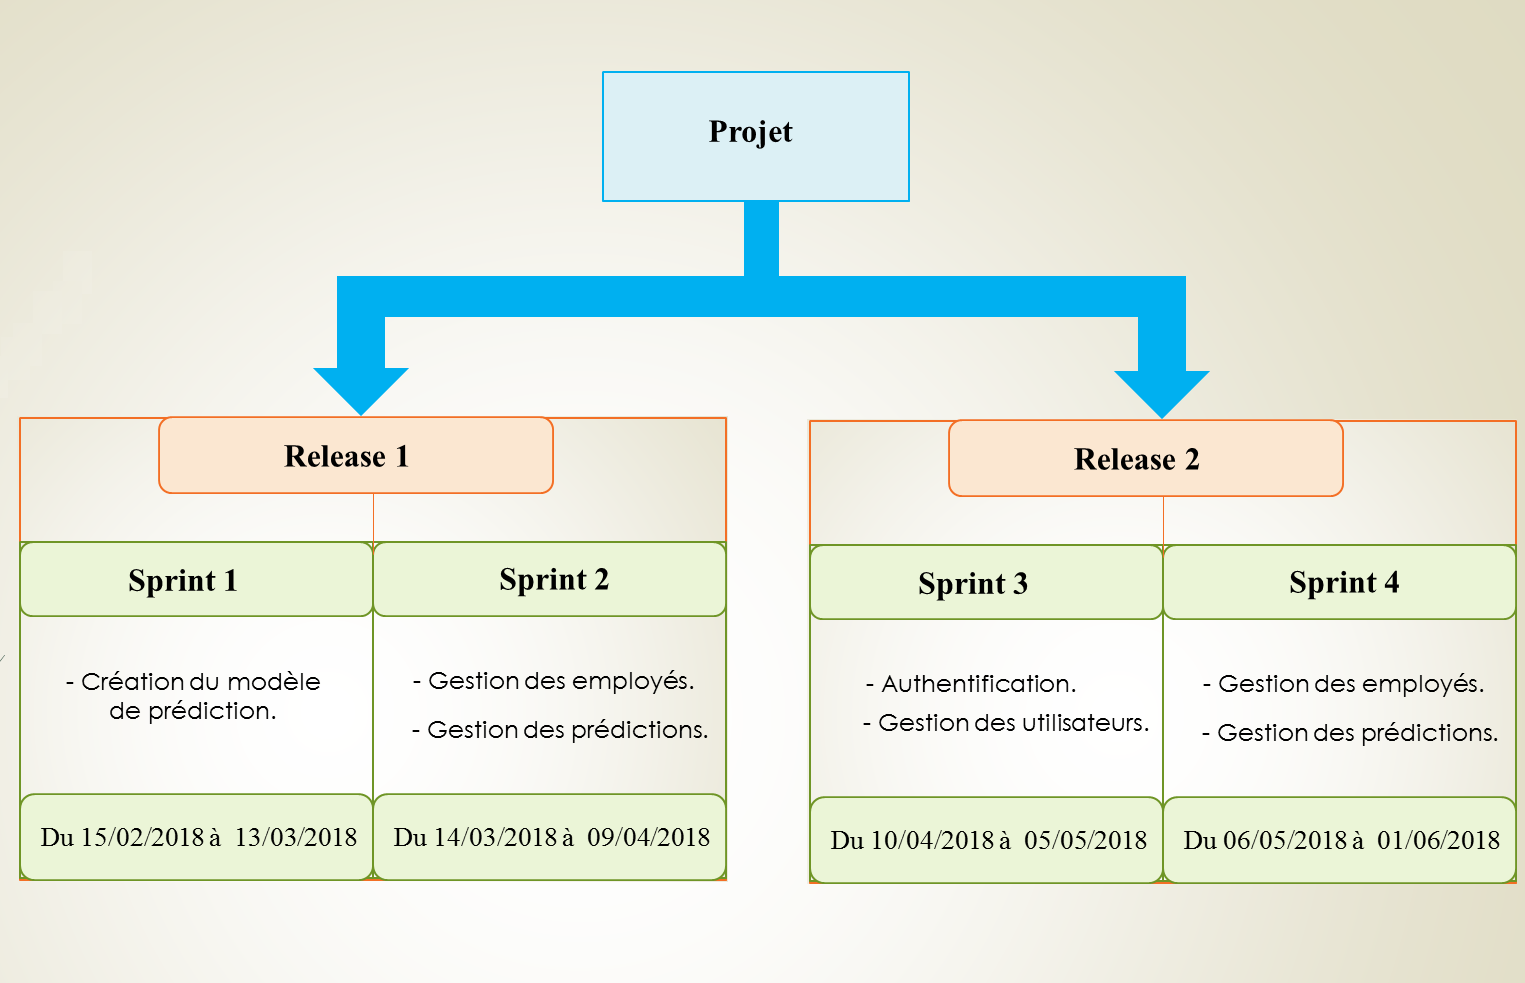 Projet
Release 1
Sprint 1
Sprint 2
- Création du modèle
de prédiction.
- Gestion des employés.
- Gestion des prédictions.
Du 15/02/2018 à 13/03/2018
Du 14/03/2018 à 09/04/2018
Release 2
Sprint 3
Sprint 4
- Authentification.
- Gestion des utilisateurs.
- Gestion des employés.
- Gestion des prédictions.
Du 10/04/2018 à 05/05/2018
Du 06/05/2018 à 01/06/2018